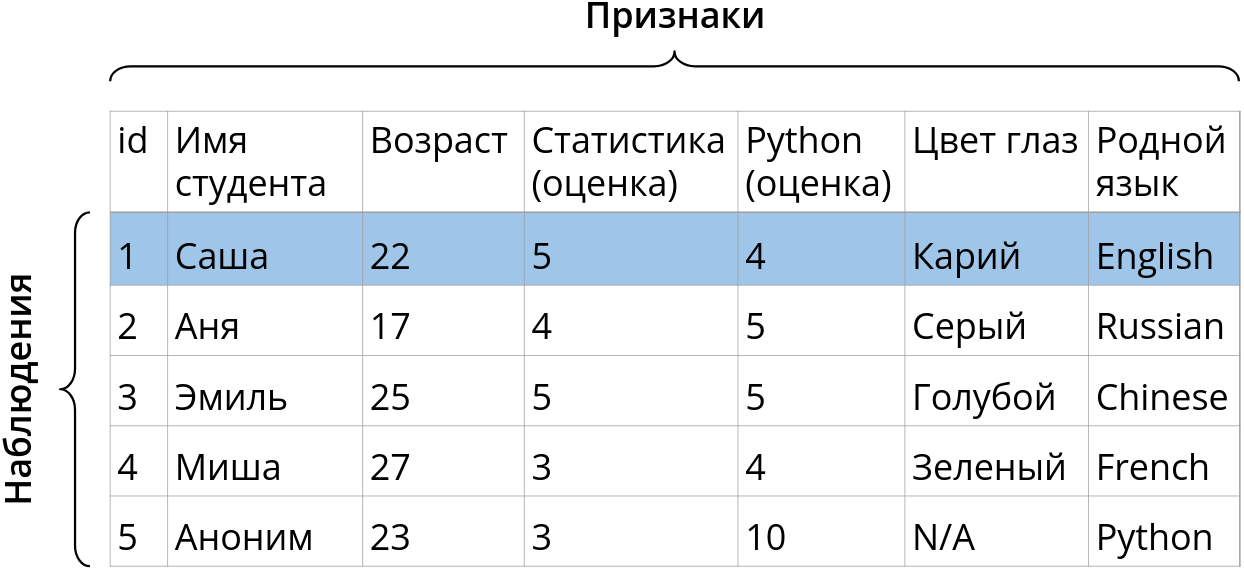 Признаки
id Имя студента Возраст Статистика (оценка) Python (оценка) Цвет глаз Родной язык
1 Саша 22 5 4 Карий English
2 Аня 17 4 5 Серый Russian
3 Эмиль 25 5 5 Голубой Chinese
4 Миша 27 3 4 Зеленый French
5 Аноним 23 3 10 N/A Python
Наблюдения